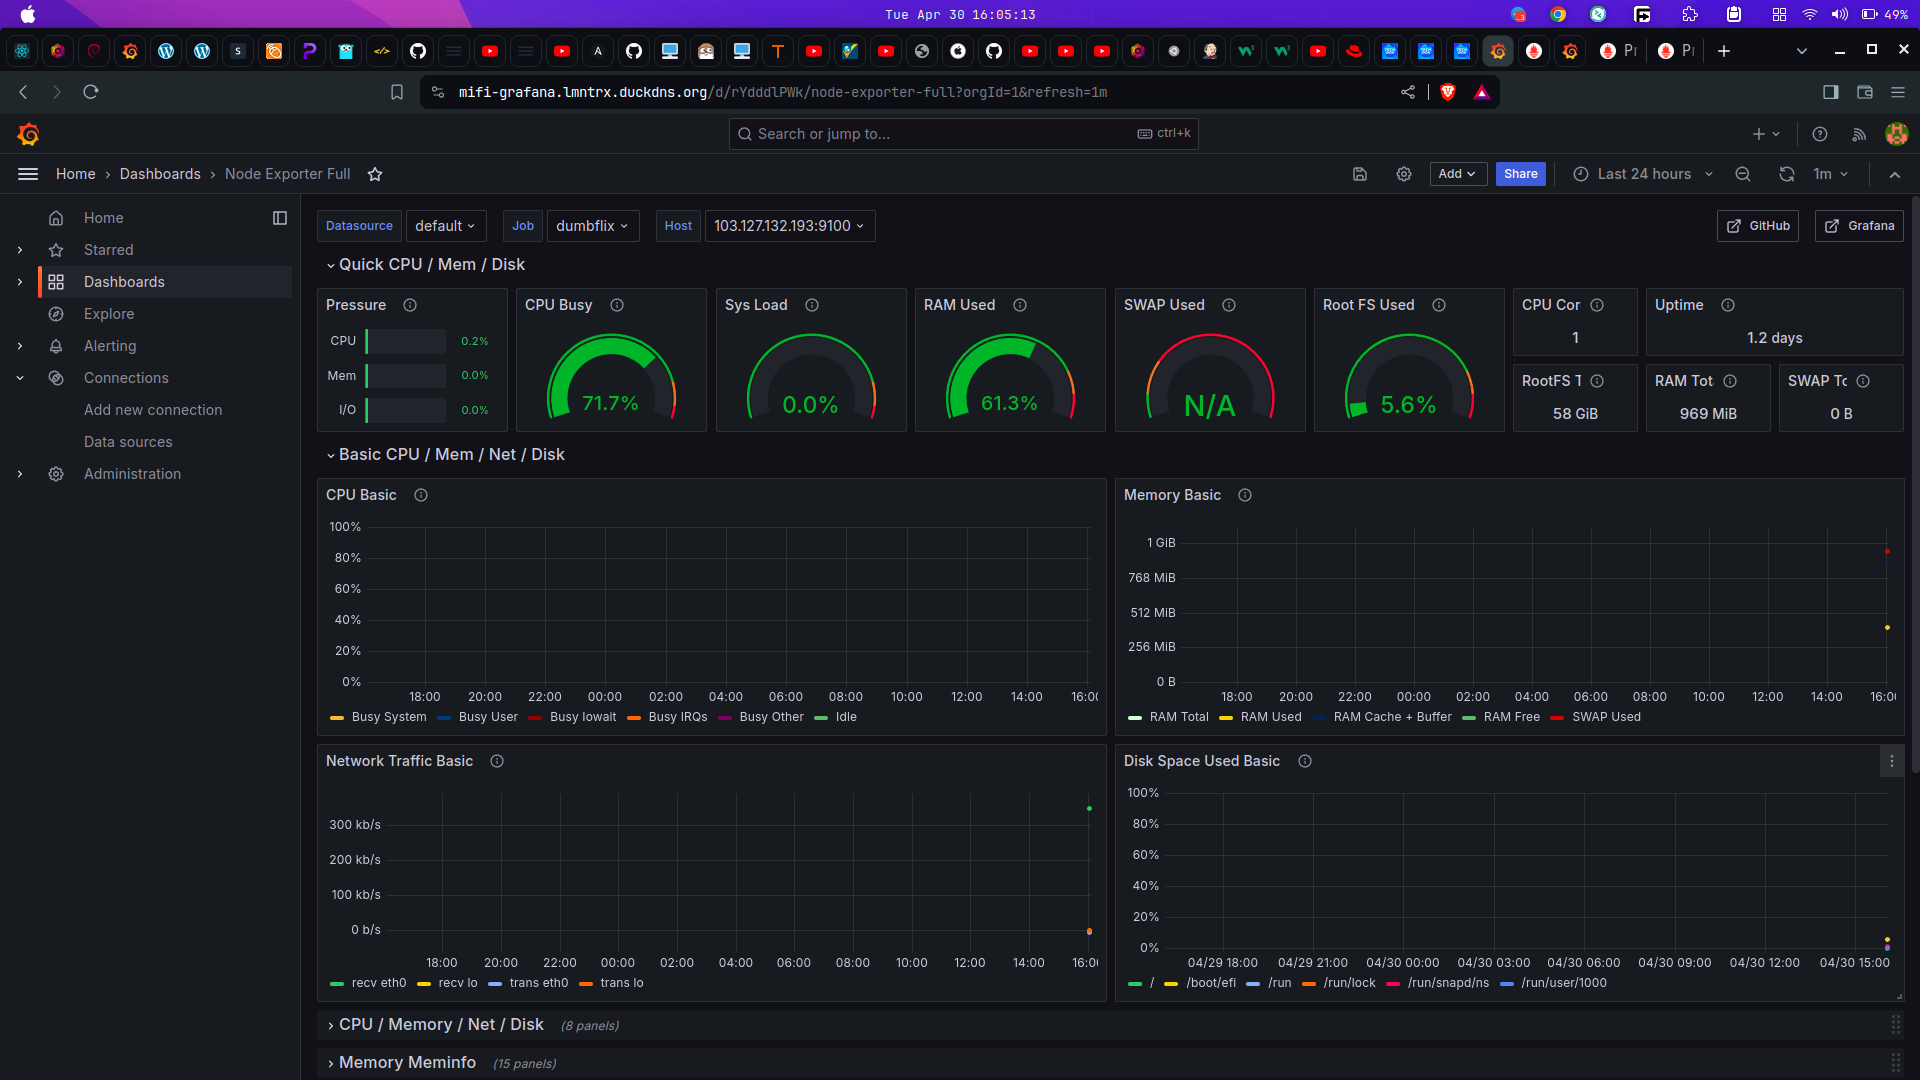 Tue Apr 30 16:05:13
49%
mifi-grafana.lmntrx.duckdns.org/d/rYdddlPWk/node-exporter-full?orgId=1&refresh=1m
Search or jump to...
ctrl+k
Home › Dashboards › Node Exporter Full
Add
Share
Last 24 hours
1m
Home
Starred
Dashboards
Explore
Alerting
Connections
Add new connection
Data sources
Administration
Datasource default Job dumbflix Host 103.127.132.193:9100
GitHub
Grafana
Quick CPU / Mem / Disk
Pressure
CPU 0.2%
Mem 0.0%
I/O 0.0%
CPU Busy
71.7%
Sys Load
0.0%
RAM Used
61.3%
SWAP Used
N/A
Root FS Used
5.6%
CPU Cor
1
Uptime
1.2 days
RootFS T
58 GiB
RAM Tot
969 MiB
SWAP Tc
0 B
Basic CPU / Mem / Net / Disk
CPU Basic
100%
80%
60%
40%
20%
0%
18:00 20:00 22:00 00:00 02:00 04:00 06:00 08:00 10:00 12:00 14:00 16:00
Busy System Busy User Busy Iowait Busy IRQs Busy Other Idle
Memory Basic
1 GiB
768 MiB
512 MiB
256 MiB
0 B
18:00 20:00 22:00 00:00 02:00 04:00 06:00 08:00 10:00 12:00 14:00 16:00
RAM Total RAM Used RAM Cache + Buffer RAM Free SWAP Used
Network Traffic Basic
300 kb/s
200 kb/s
100 kb/s
0 b/s
18:00 20:00 22:00 00:00 02:00 04:00 06:00 08:00 10:00 12:00 14:00 16:00
recv eth0 recv lo trans eth0 trans lo
Disk Space Used Basic
100%
80%
60%
40%
20%
0%
04/29 18:00 04/29 21:00 04/30 00:00 04/30 03:00 04/30 06:00 04/30 09:00 04/30 12:00 04/30 15:00
/ /boot/efi /run /run/lock /run/snapd/ns /run/user/1000
CPU / Memory / Net / Disk (8 panels)
Memory Meminfo (15 panels)